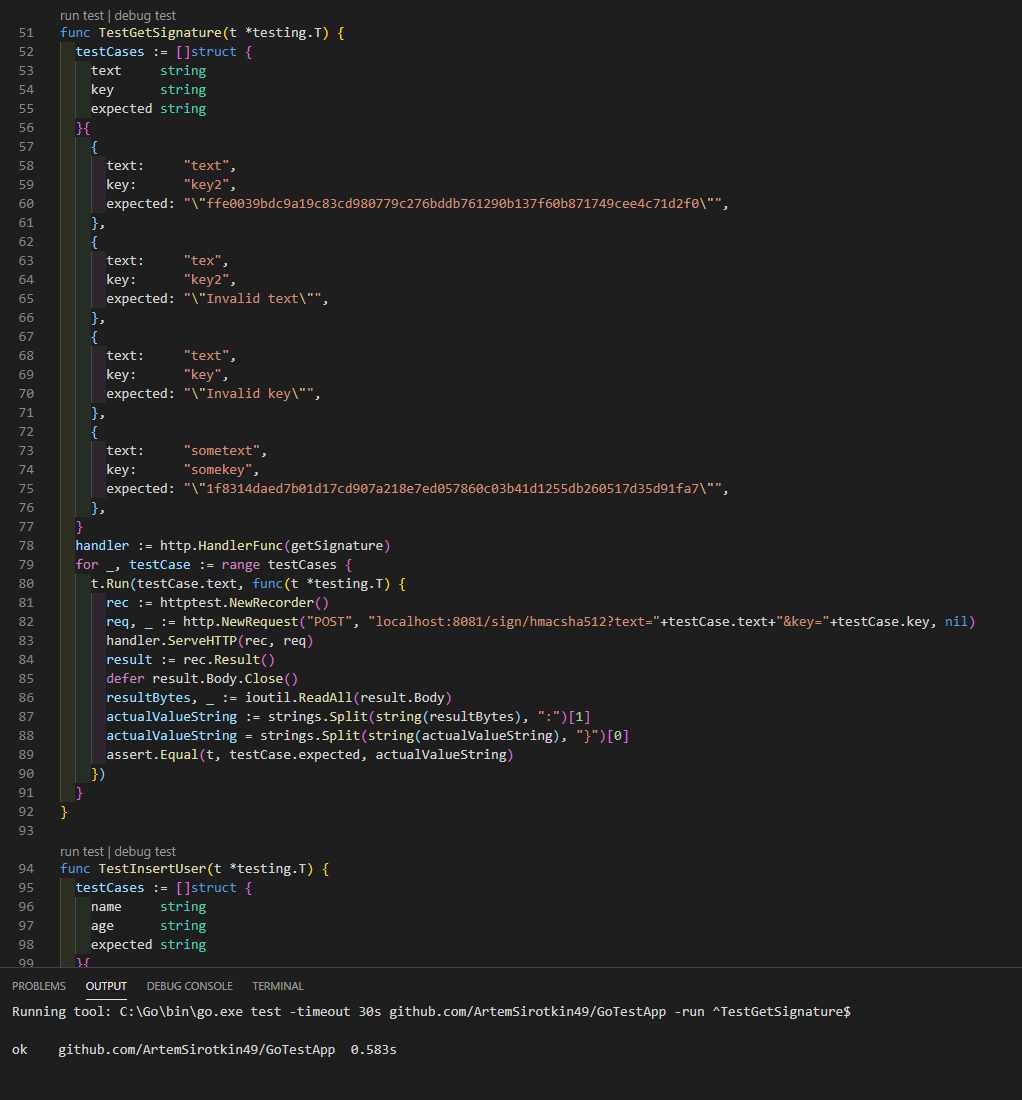 run test | debug test
51 func TestGetSignature(t *testing.T) {
52 testCases := []struct {
53 text string
54 key string
55 expected string
56 }{
57 {
58 text: "text",
59 key: "key2",
60 expected: "\"ffe0039bdc9a19c83cd980779c276bddb761290b137f60b871749cee4c71d2f0\"",
61 },
62 {
63 text: "tex",
64 key: "key2",
65 expected: "\"Invalid text\"",
66 },
67 {
68 text: "text",
69 key: "key",
70 expected: "\"Invalid key\"",
71 },
72 {
73 text: "sometext",
74 key: "somekey",
75 expected: "\"1f8314daed7b01d17cd907a218e7ed057860c03b41d1255db260517d35d91fa7\"",
76 },
77 }
78 handler := http.HandlerFunc(getSignature)
79 for _, testCase := range testCases {
80 t.Run(testCase.text, func(t *testing.T) {
81 rec := httptest.NewRecorder()
82 req, _ := http.NewRequest("POST", "localhost:8081/sign/hmacsha512?text="+testCase.text+"&key="+testCase.key, nil)
83 handler.ServeHTTP(rec, req)
84 result := rec.Result()
85 defer result.Body.Close()
86 resultBytes, _ := ioutil.ReadAll(result.Body)
87 actualValueString := strings.Split(string(resultBytes), ":")[1]
88 actualValueString = strings.Split(string(actualValueString), "}")[0]
89 assert.Equal(t, testCase.expected, actualValueString)
90 })
91 }
92 }
93
run test | debug test
94 func TestInsertUser(t *testing.T) {
95 testCases := []struct {
96 name string
97 age string
98 expected string
99 }{
PROBLEMS OUTPUT DEBUG CONSOLE TERMINAL
Running tool: C:\Go\bin\go.exe test -timeout 30s github.com/ArtemSirotkin49/GoTestApp -run ^TestGetSignature$
ok github.com/ArtemSirotkin49/GoTestApp 0.583s